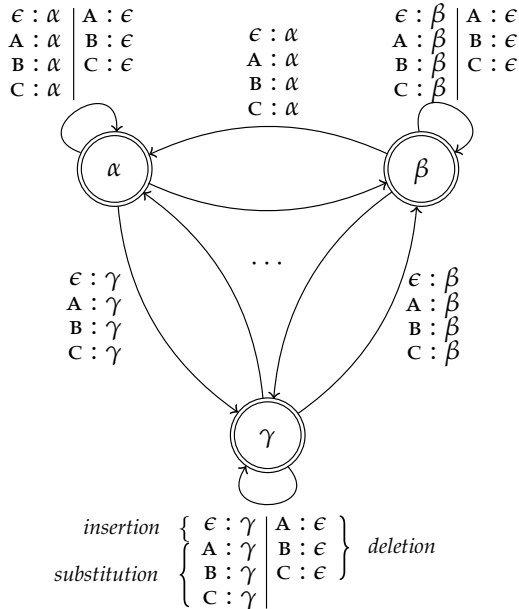 ϵ : α | A : ϵ
A : α | B : ϵ
B : α | C : ϵ
C : α
ϵ : α
A : α
B : α
C : α
ϵ : β | A : ϵ
A : β | B : ϵ
B : β | C : ϵ
C : β
α
β
...
ϵ : γ
A : γ
B : γ
C : γ
ϵ : β
A : β
B : β
C : β
γ
insertion { ϵ : γ | A : ϵ } deletion
substitution { A : γ | B : ϵ
B : γ | C : ϵ
C : γ